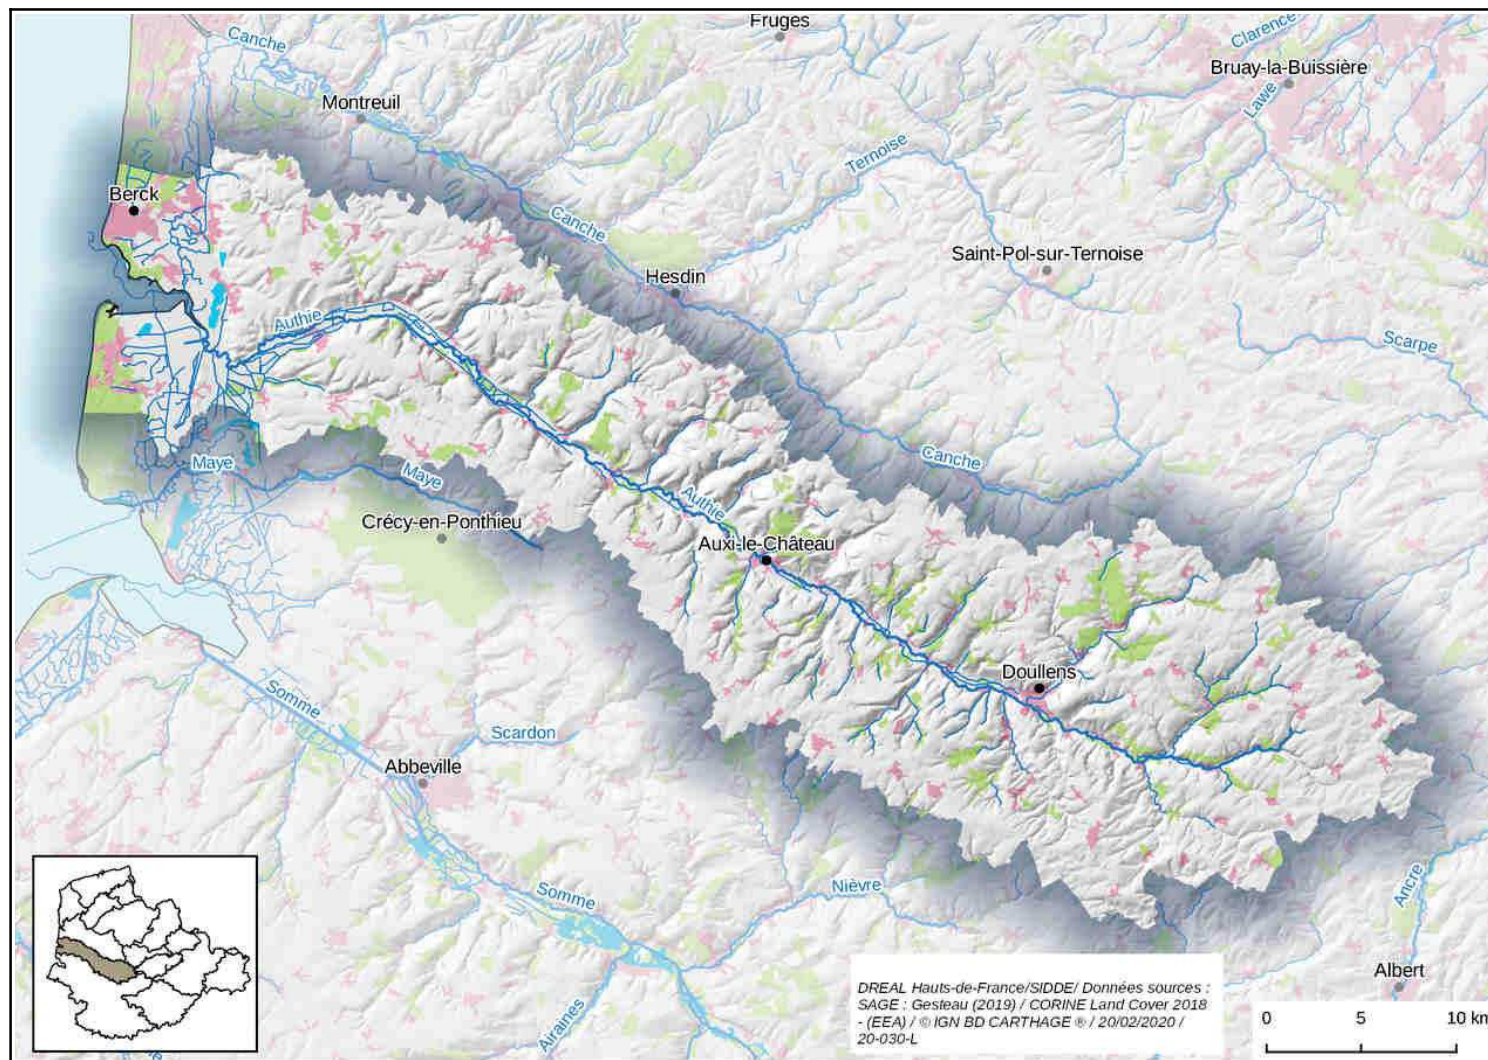 Fruges
Clarence
Canche
Bruay-la-Buissière
Montreuil
Lawe
Ternoise
Berck
Canche
Saint-Pol-sur-Ternoise
Hesdin
Authie
Scarpe
Canche
Maye
Maye
Authie
Crécy-en-Ponthieu
Auxi-le-Château
Doullens
Somme
Scardon
Abbeville
Nièvre
Somme
Ancre
Albert
Airaines
DREAL Hauts-de-France/SIDDE/ Données sources :
SAGE : Gesteau (2019) / CORINE Land Cover 2018
- (EEA) / © IGN BD CARTHAGE ® / 20/02/2020 /
20-030-L
0 5 10 km